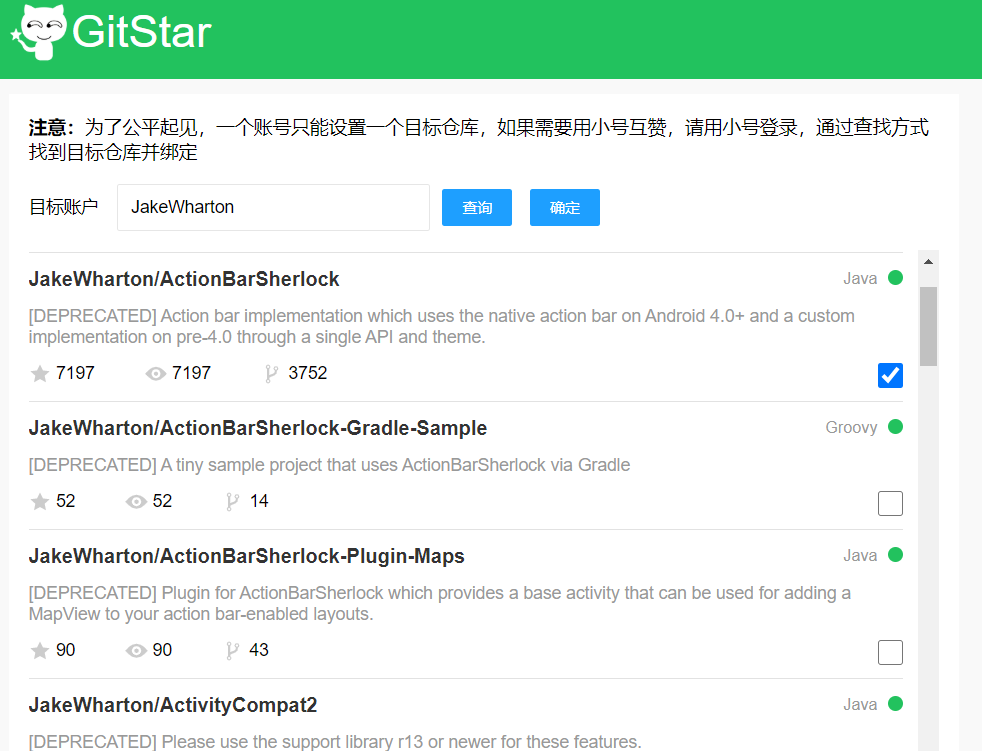 GitStar
注意：为了公平起见，一个账号只能设置一个目标仓库，如果需要用小号互赞，请用小号登录，通过查找方式
找到目标仓库并绑定
目标账户 JakeWharton 查询 确定
JakeWharton/ActionBarSherlock Java
[DEPRECATED] Action bar implementation which uses the native action bar on Android 4.0+ and a custom
implementation on pre-4.0 through a single API and theme.
7197 7197 3752
JakeWharton/ActionBarSherlock-Gradle-Sample Groovy
[DEPRECATED] A tiny sample project that uses ActionBarSherlock via Gradle
52 52 14
JakeWharton/ActionBarSherlock-Plugin-Maps Java
[DEPRECATED] Plugin for ActionBarSherlock which provides a base activity that can be used for adding a
MapView to your action bar-enabled layouts.
90 90 43
JakeWharton/ActivityCompat2 Java
[DEPRECATED] Please use the support library r13 or newer for these features.